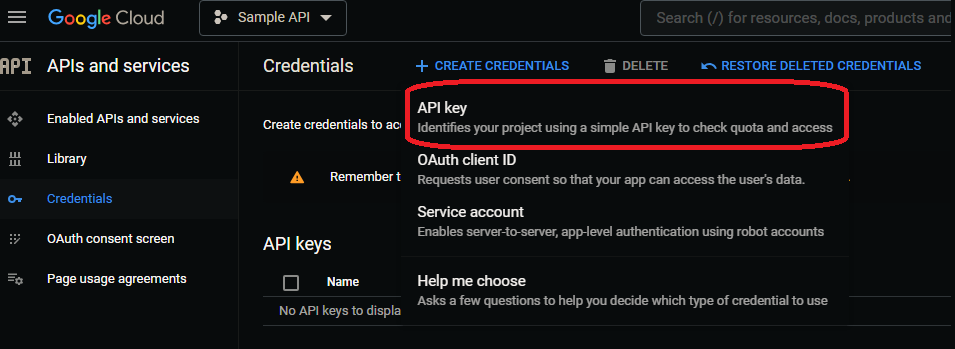 Google Cloud
Sample API
Search (/) for resources, docs, products and
API
APIs and services
Credentials
CREATE CREDENTIALS
DELETE
RESTORE DELETED CREDENTIALS
Enabled APIs and services
Library
Credentials
OAuth consent screen
Page usage agreements
Create credentials to acc
Remember t
API key
Identifies your project using a simple API key to check quota and access
OAuth client ID
Requests user consent so that your app can access the user's data.
Service account
Enables server-to-server, app-level authentication using robot accounts
Help me choose
Asks a few questions to help you decide which type of credential to use
API keys
Name
No API keys to displa